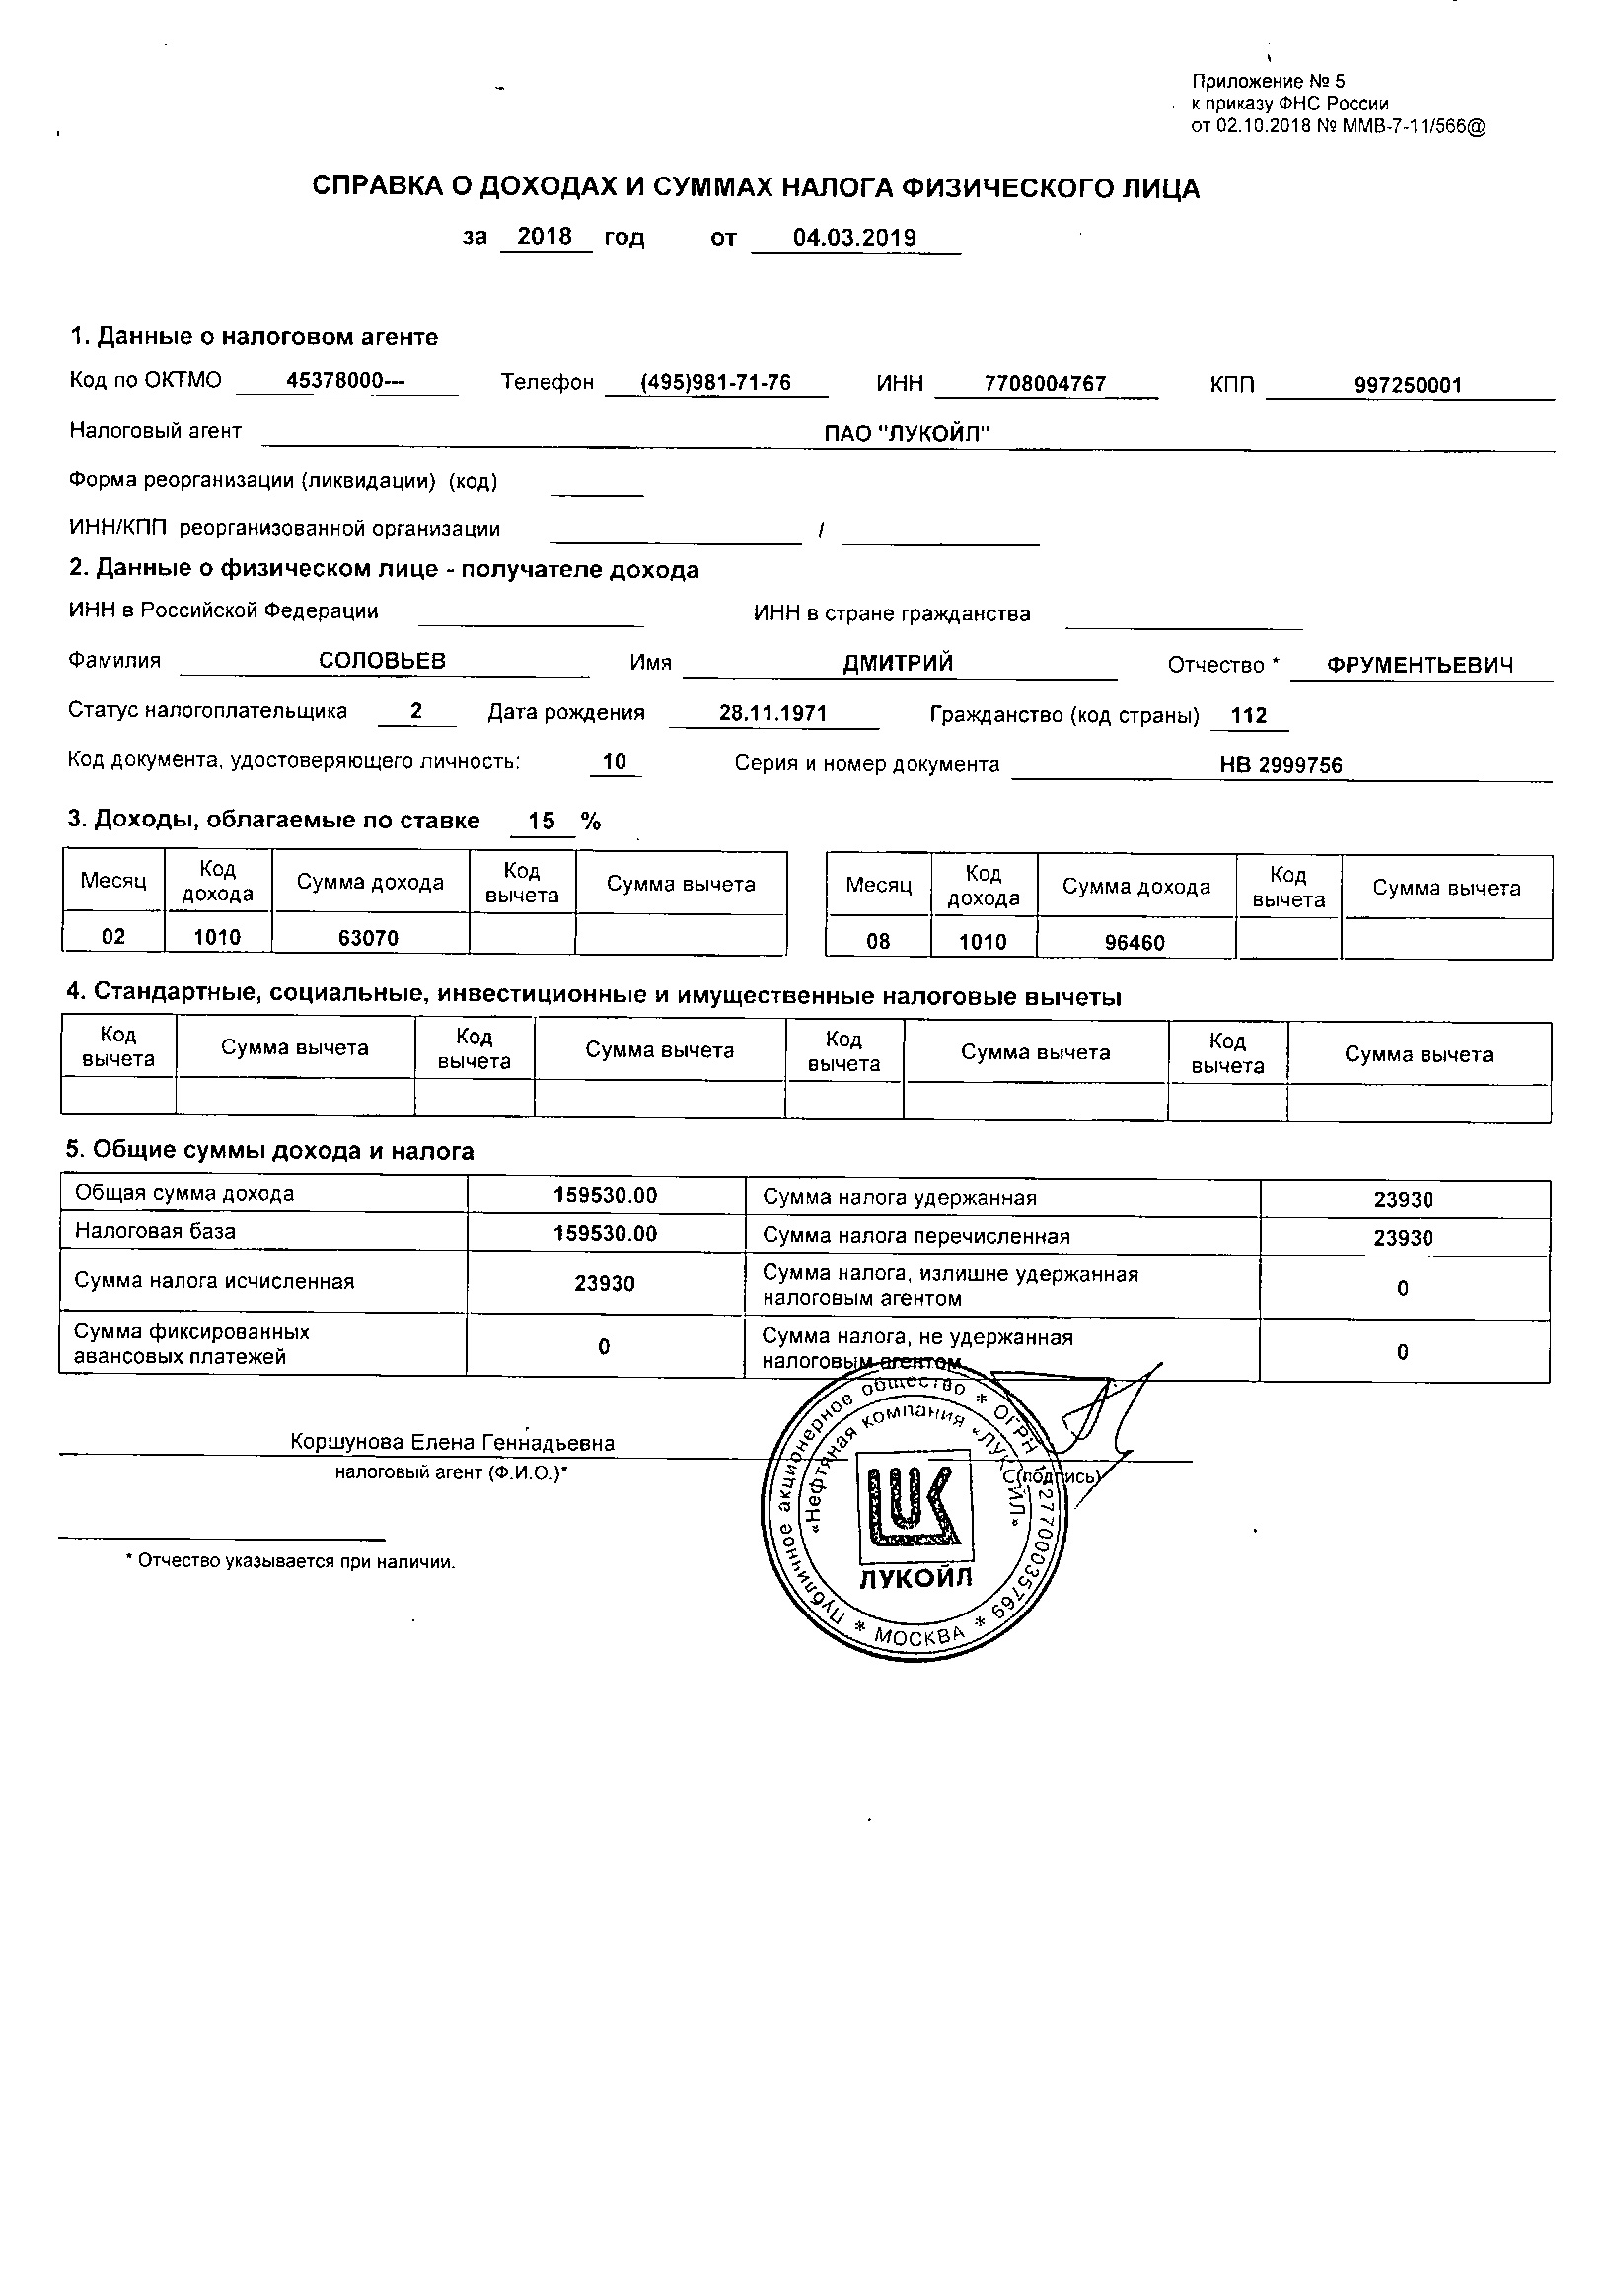 Приложение № 5
к приказу ФНС России
от 02.10.2018 № ММВ-7-11/566@
СПРАВКА О ДОХОДАХ И СУММАХ НАЛОГА ФИЗИЧЕСКОГО ЛИЦА
за 2018 год от 04.03.2019
1. Данные о налоговом агенте
Код по ОКТМО 45378000--- Телефон (495)981-71-76 ИНН 7708004767 КПП 997250001
Налоговый агент ПАО "ЛУКОЙЛ"
Форма реорганизации (ликвидации) (код)
ИНН/КПП реорганизованной организации /
2. Данные о физическом лице - получателе дохода
ИНН в Российской Федерации ИНН в стране гражданства
Фамилия СОЛОВЬЕВ Имя ДМИТРИЙ Отчество * ФРУМЕНТЬЕВИЧ
Статус налогоплательщика 2 Дата рождения 28.11.1971 Гражданство (код страны) 112
Код документа, удостоверяющего личность: 10 Серия и номер документа НВ 2999756
3. Доходы, облагаемые по ставке 15 %
Месяц Код дохода Сумма дохода Код вычета Сумма вычета Месяц Код дохода Сумма дохода Код вычета Сумма вычета
02 1010 63070 08 1010 96460
4. Стандартные, социальные, инвестиционные и имущественные налоговые вычеты
Код вычета Сумма вычета Код вычета Сумма вычета Код вычета Сумма вычета Код вычета Сумма вычета
5. Общие суммы дохода и налога
Общая сумма дохода 159530.00 Сумма налога удержанная 23930
Налоговая база 159530.00 Сумма налога перечисленная 23930
Сумма налога исчисленная 23930 Сумма налога, излишне удержанная налоговым агентом 0
Сумма фиксированных авансовых платежей 0 Сумма налога, не удержанная налоговым агентом 0
Коршунова Елена Геннадьевна
налоговый агент (Ф.И.О.)*
(подпись)
* Отчество указывается при наличии.
Публичное акционерное общество * ОГРН 1027700035769 * МОСКВА *
«Нефтяная компания «ЛУКОЙЛ»
ЛУКОЙЛ